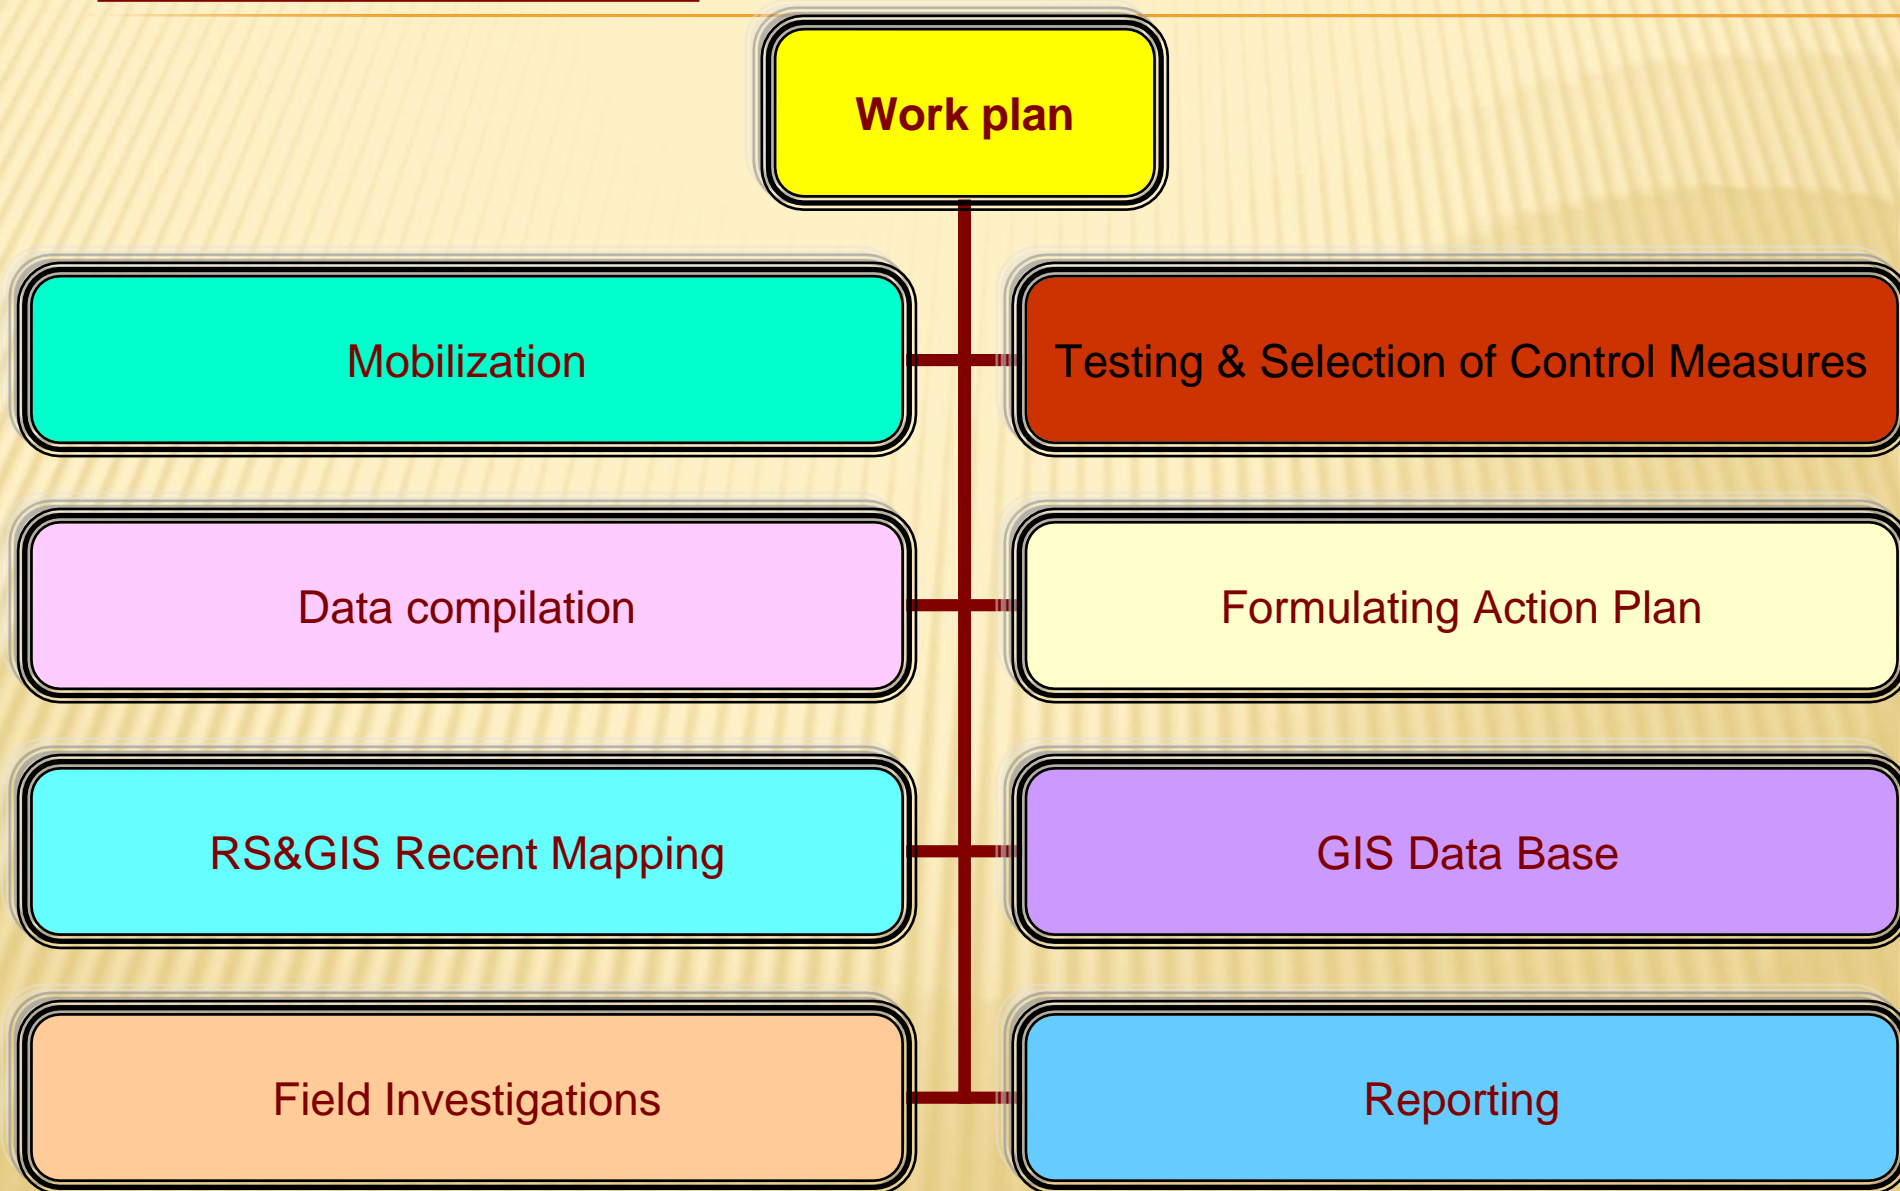 Work plan
Mobilization
Testing & Selection of Control Measures
Data compilation
Formulating Action Plan
RS&GIS Recent Mapping
GIS Data Base
Field Investigations
Reporting